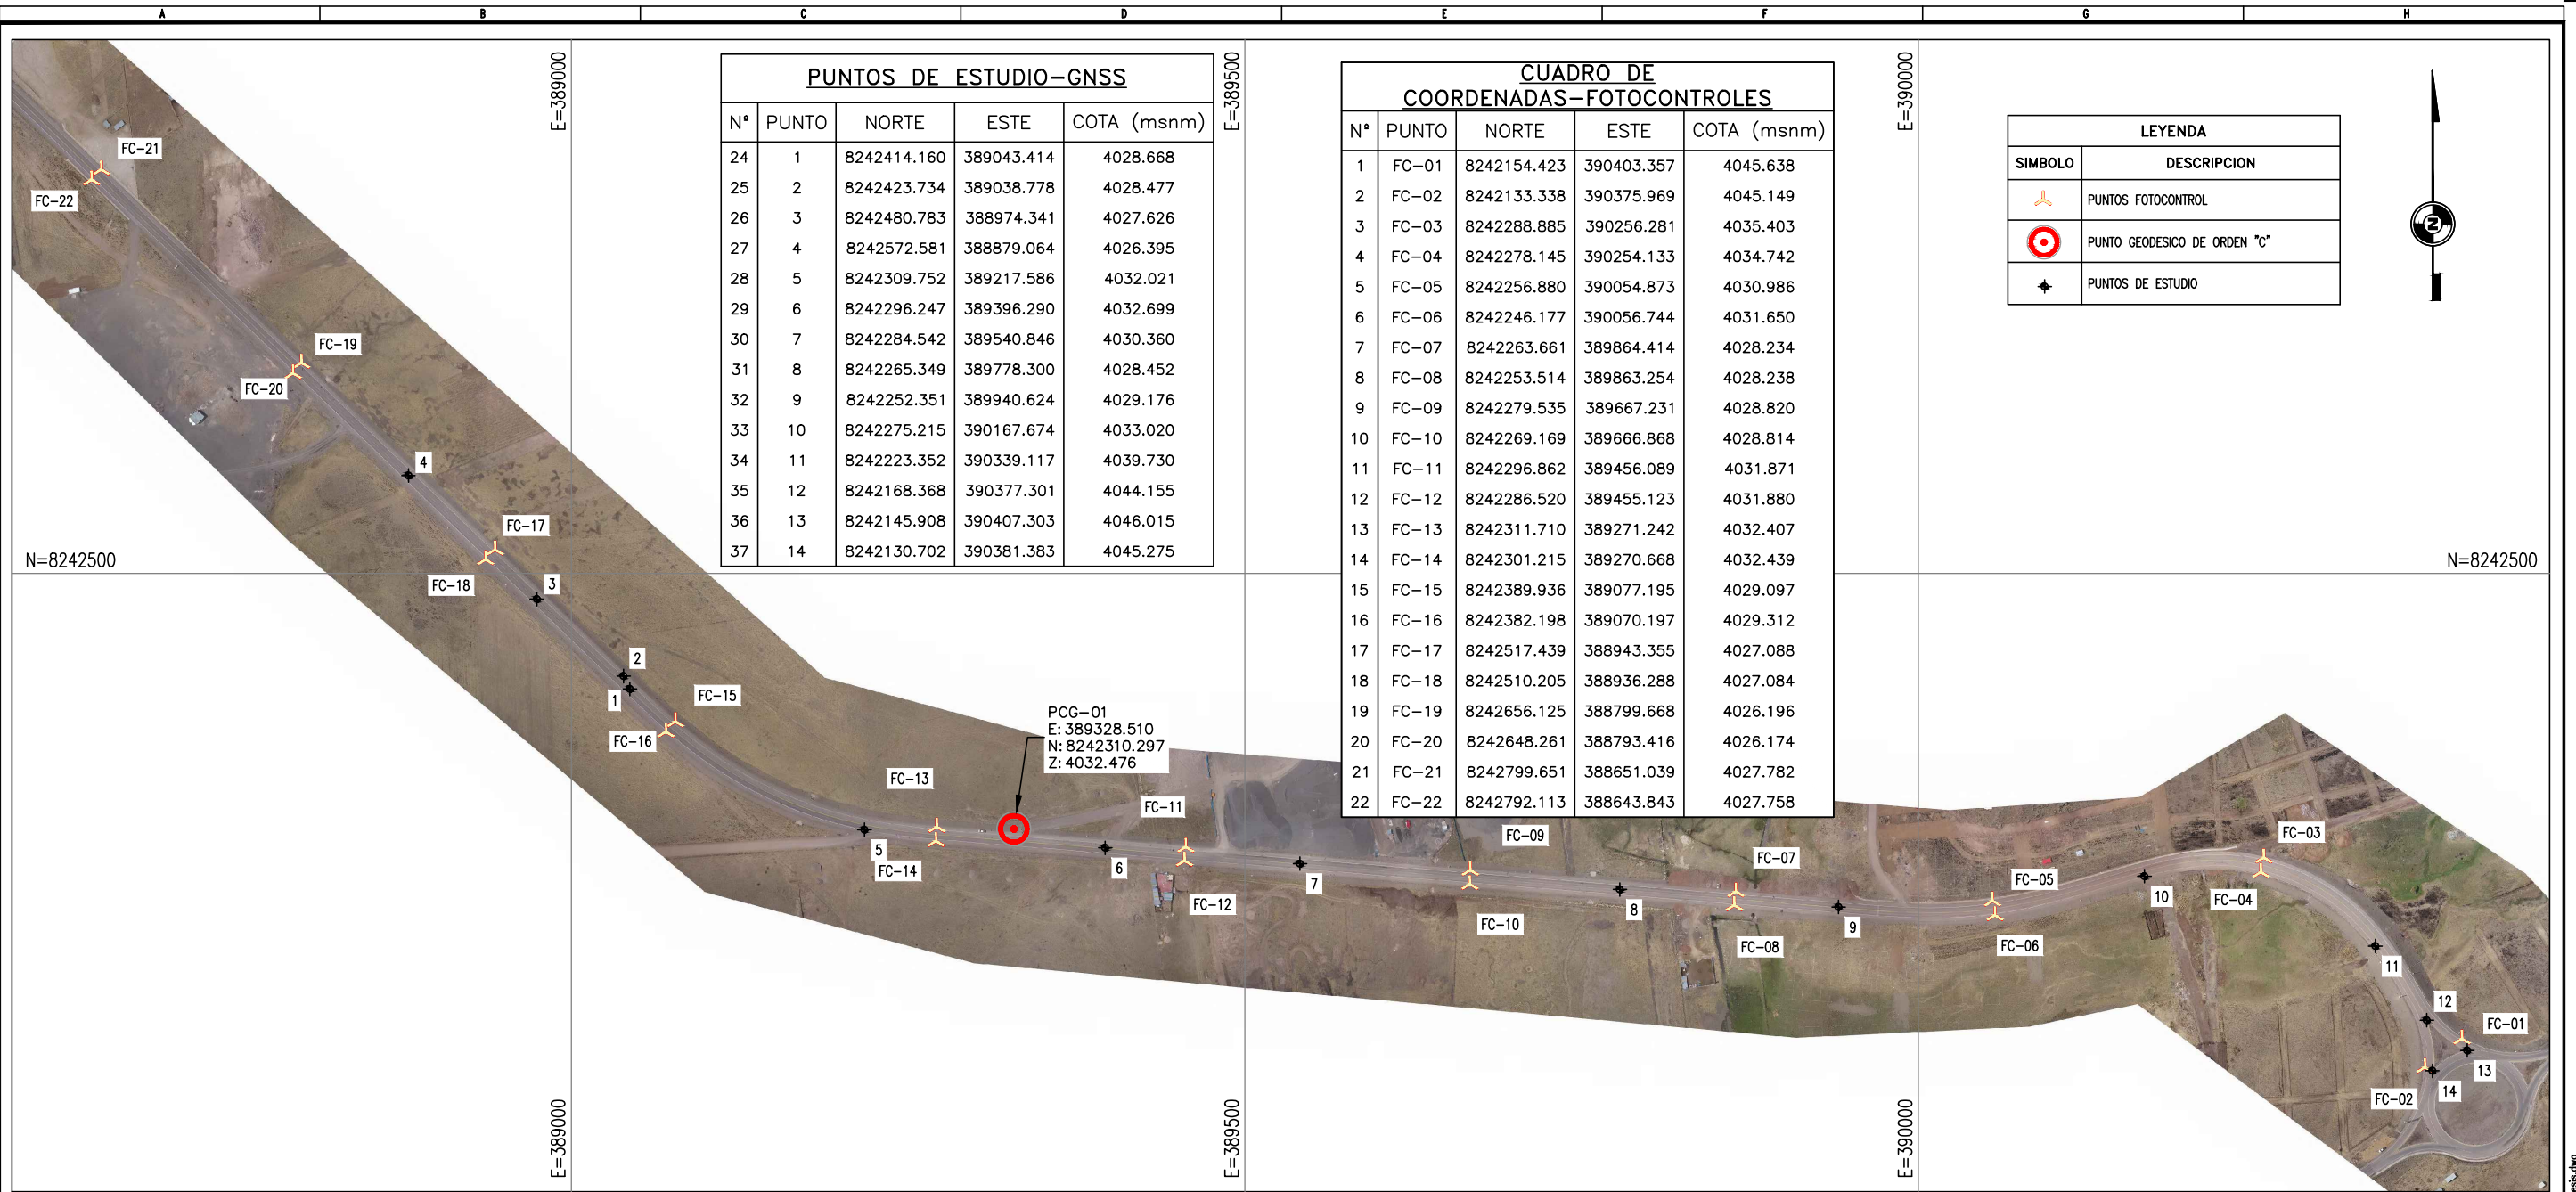 A B C D E F G H
E=389000
E=389500
E=390000
PUNTOS DE ESTUDIO-GNSS
Nº PUNTO NORTE ESTE COTA (msnm)
24 1 8242414.160 389043.414 4028.668
25 2 8242423.734 389038.778 4028.477
26 3 8242480.783 388974.341 4027.626
27 4 8242572.581 388879.064 4026.395
28 5 8242309.752 389217.586 4032.021
29 6 8242296.247 389396.290 4032.699
30 7 8242284.542 389540.846 4030.360
31 8 8242265.349 389778.300 4028.452
32 9 8242252.351 389940.624 4029.176
33 10 8242275.215 390167.674 4033.020
34 11 8242223.352 390339.117 4039.730
35 12 8242168.368 390377.301 4044.155
36 13 8242145.908 390407.303 4046.015
37 14 8242130.702 390381.383 4045.275
CUADRO DE
COORDENADAS-FOTOCONTROLES
Nº PUNTO NORTE ESTE COTA (msnm)
1 FC-01 8242154.423 390403.357 4045.638
2 FC-02 8242133.338 390375.969 4045.149
3 FC-03 8242288.885 390256.281 4035.403
4 FC-04 8242278.145 390254.133 4034.742
5 FC-05 8242256.880 390054.873 4030.986
6 FC-06 8242246.177 390056.744 4031.650
7 FC-07 8242263.661 389864.414 4028.234
8 FC-08 8242253.514 389863.254 4028.238
9 FC-09 8242279.535 389667.231 4028.820
10 FC-10 8242269.169 389666.868 4028.814
11 FC-11 8242296.862 389456.089 4031.871
12 FC-12 8242286.520 389455.123 4031.880
13 FC-13 8242311.710 389271.242 4032.407
14 FC-14 8242301.215 389270.668 4032.439
15 FC-15 8242389.936 389077.195 4029.097
16 FC-16 8242382.198 389070.197 4029.312
17 FC-17 8242517.439 388943.355 4027.088
18 FC-18 8242510.205 388936.288 4027.084
19 FC-19 8242656.125 388799.668 4026.196
20 FC-20 8242648.261 388793.416 4026.174
21 FC-21 8242799.651 388651.039 4027.782
22 FC-22 8242792.113 388643.843 4027.758
LEYENDA
SIMBOLO DESCRIPCION
PUNTOS FOTOCONTROL
PUNTO GEODESICO DE ORDEN "C"
PUNTOS DE ESTUDIO
N
FC-21
FC-22
FC-19
FC-20
4
FC-17
FC-18
3
N=8242500
N=8242500
2
1
FC-15
FC-16
PCG-01
E: 389328.510
N: 8242310.297
Z: 4032.476
FC-13
5
FC-14
FC-11
6
FC-12
7
FC-09
FC-10
8
FC-07
FC-08
9
FC-05
FC-06
10
FC-03
FC-04
11
12
FC-01
13
14
FC-02
E=389000
E=389500
E=390000